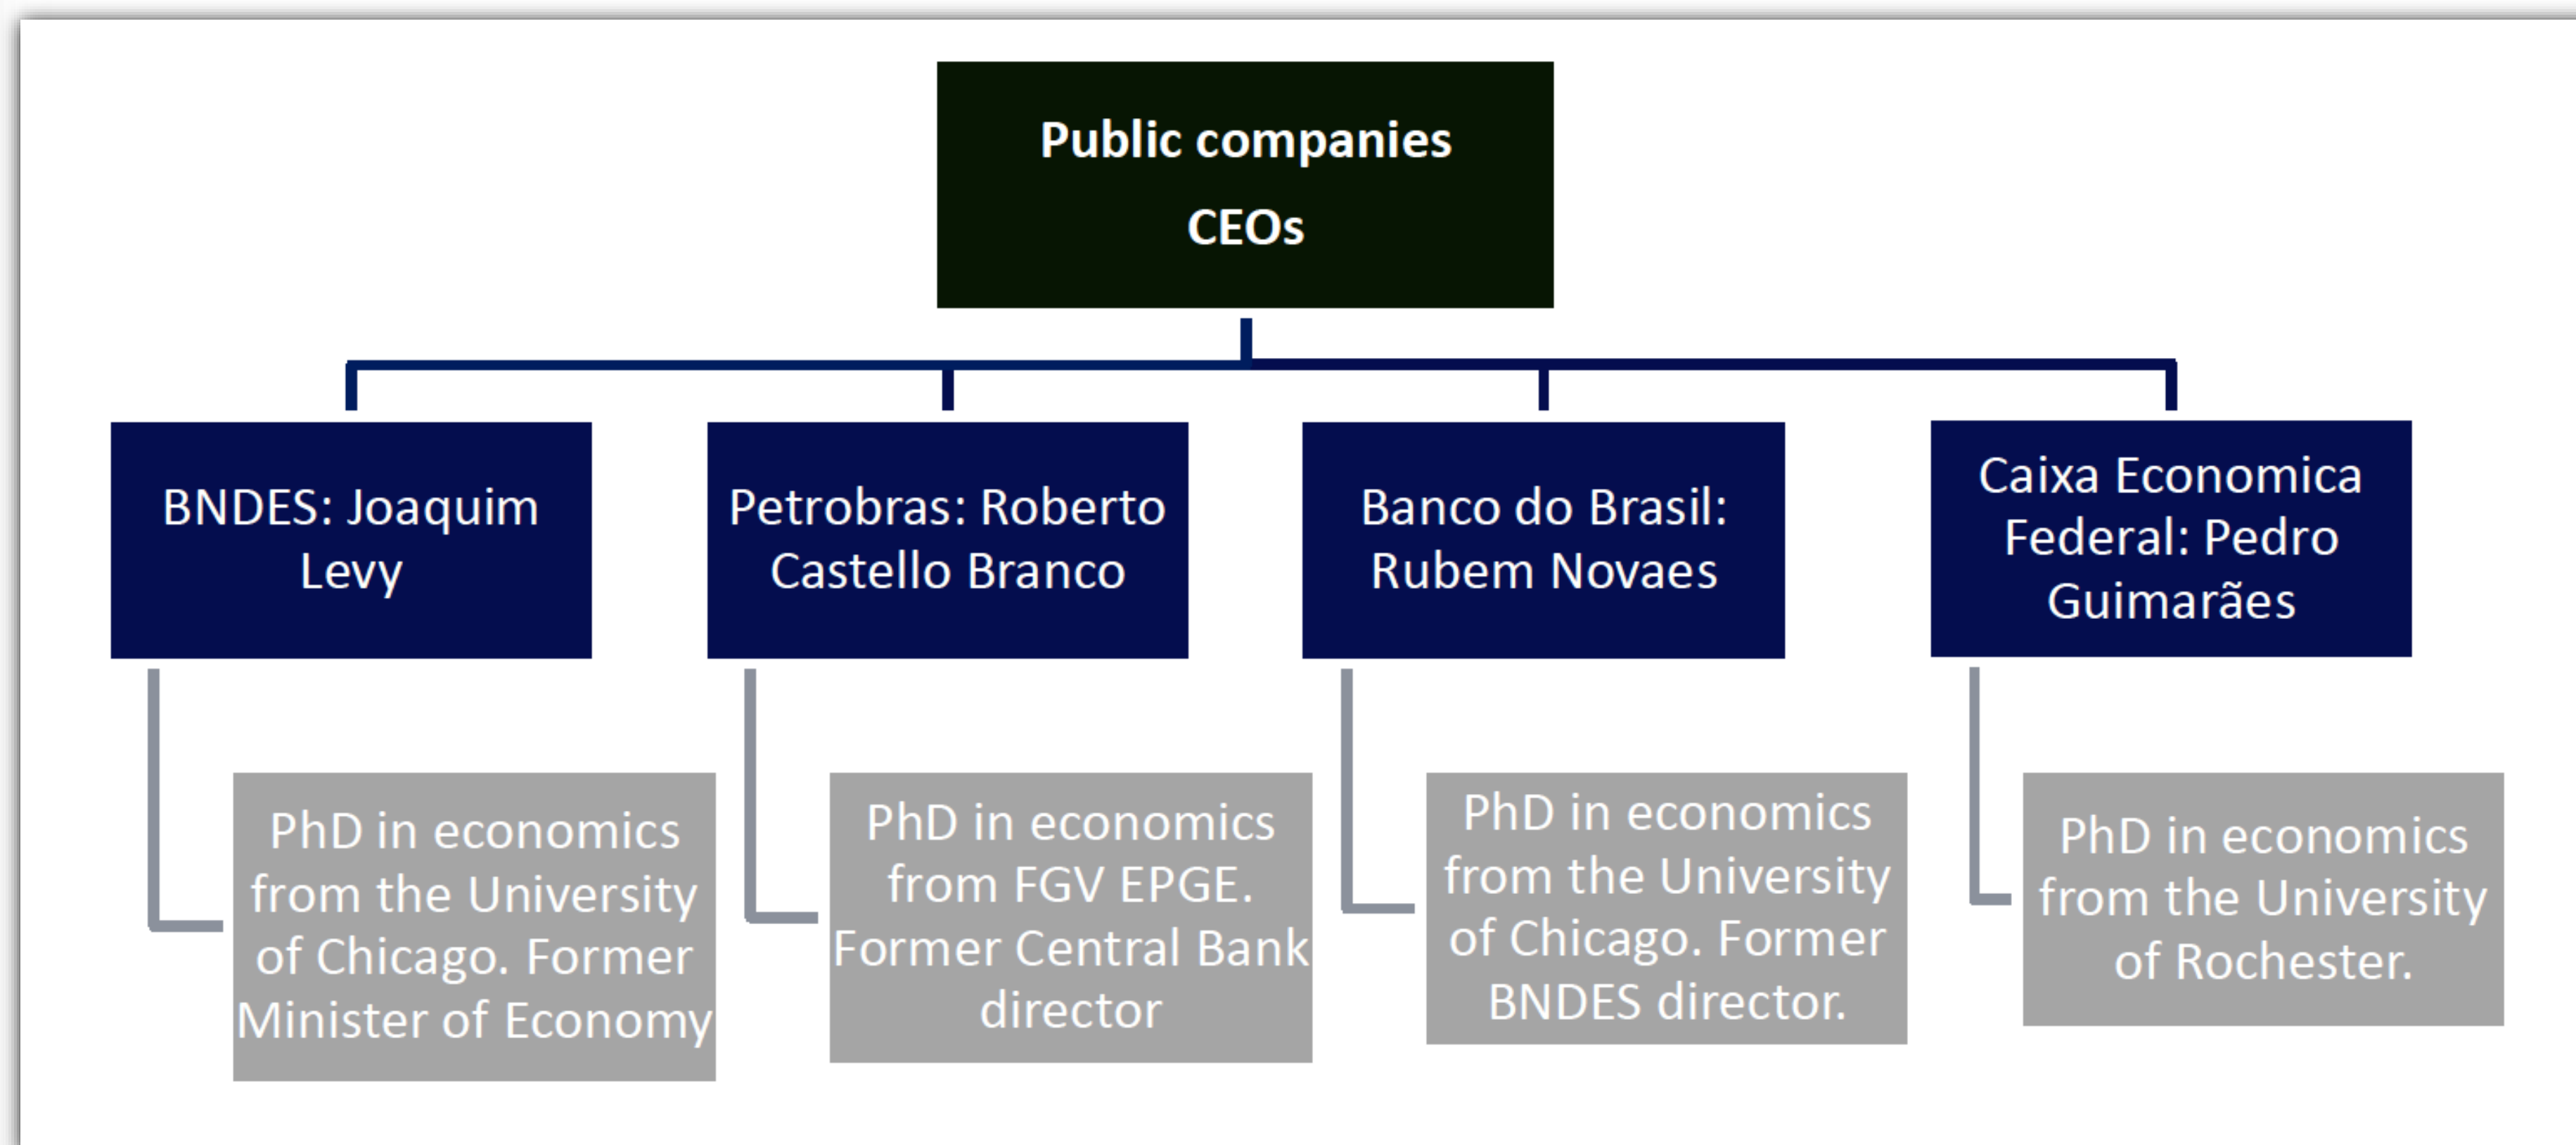 Public companies
CEOs
BNDES: Joaquim
Levy
Petrobras: Roberto
Castello Branco
Banco do Brasil:
Rubem Novaes
Caixa Economica
Federal: Pedro
Guimarães
PhD in economics
from the University
of Chicago. Former
Minister of Economy
PhD in economics
from FGV EPGE.
Former Central Bank
director
PhD in economics
from the University
of Chicago. Former
BNDES director.
PhD in economics
from the University
of Rochester.